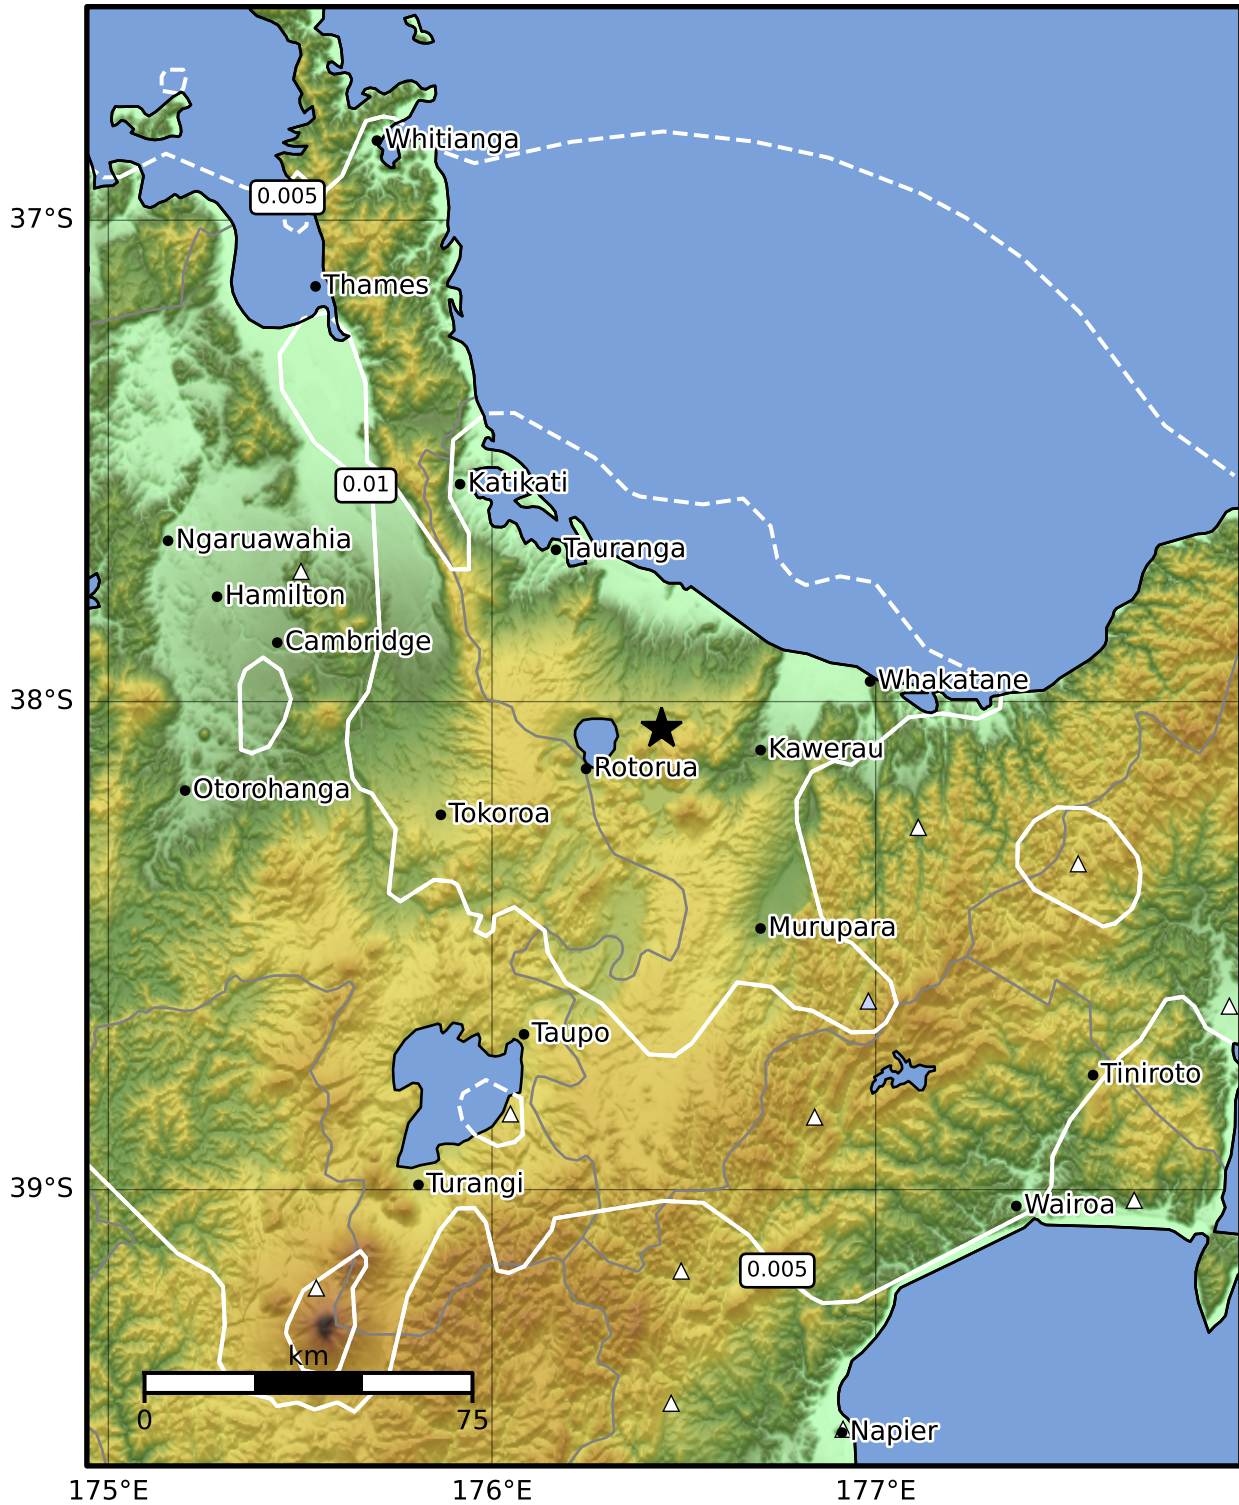 Whitianga
0.005
37°S
Thames
0.01
Katikati
Ngaruawahia
Tauranga
Hamilton
Cambridge
Whakatane
38°S
Kawerau
Rotorua
Otorohanga
Tokoroa
Murupara
Taupo
Tiniroto
Turangi
39°S
Wairoa
0.005
km
0
75
Napier
175°E
176°E
177°E